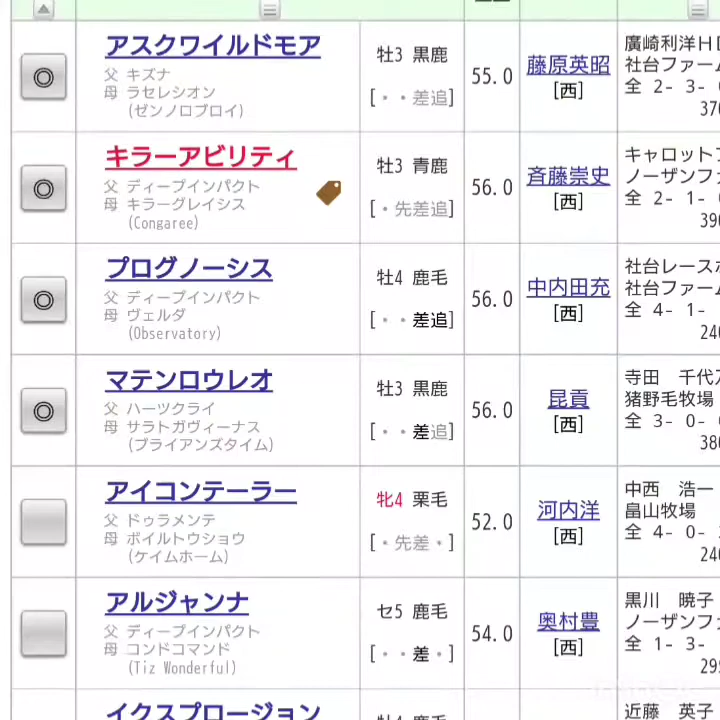 アスクワイルドモア
父 キズナ
母 ラセレシオン
(ゼンノロブロイ)
牡3 黒鹿
[・・差追]
55.0
藤原英昭
[西]
社台ファーム
全 2- 3- 0
キラーアビリティ
父 ディープインパクト
母 キラーグレイシス
(Congaree)
牡3 青鹿
[・先差追]
56.0
斉藤崇史
[西]
キャロットフ
ノーザンフ
全 2- 1-
プログノーシス
父 ディープインパクト
母 ヴェルダ
(Observatory)
牡4 鹿毛
[・・差追]
56.0
中内田充
[西]
社台レース
社台ファーム
全 4- 1-
マテンロウレオ
父 ハーツクライ
母 サラトガヴィーナス
(ブライアンズタイム)
牡3 黒鹿
[・・差追]
56.0
昆貢
[西]
寺田 千代乃
猪野毛牧場
全 3- 0-
アイコンテーラー
父 ドゥラメンテ
母 ボイルトウショウ
(ケイムホーム)
牝4 栗毛
[・先差・]
52.0
河内洋
[西]
中西 浩一
畠山牧場
全 4- 0-
アルジャンナ
父 ディープインパクト
母 コンドコマンド
(Tiz Wonderful)
セ5 鹿毛
[・・差・]
54.0
奥村豊
[西]
黒川 暁子
ノーザンフ
全 1- 3-
イクスプロージョン
牡4 鹿毛
近藤 英子